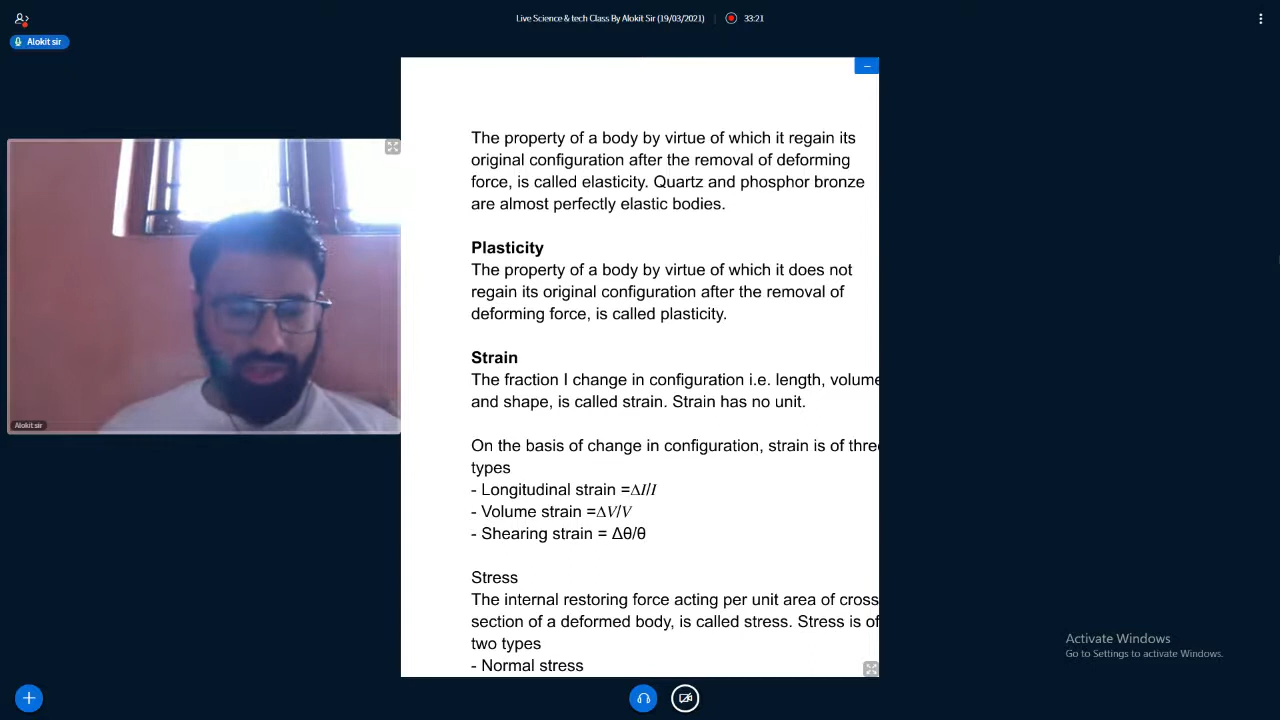 Live Science & tech Class By Alokit Sir (19/03/2021)
33:21
Alokit sir
The property of a body by virtue of which it regain its
original configuration after the removal of deforming
force, is called elasticity. Quartz and phosphor bronze
are almost perfectly elastic bodies.
Plasticity
The property of a body by virtue of which it does not
regain its original configuration after the removal of
deforming force, is called plasticity.
Strain
The fraction I change in configuration i.e. length, volume
and shape, is called strain. Strain has no unit.
On the basis of change in configuration, strain is of three
types
- Longitudinal strain =ΔI/I
- Volume strain =ΔV/V
- Shearing strain = Δθ/θ
Stress
The internal restoring force acting per unit area of cross
section of a deformed body, is called stress. Stress is of
two types
- Normal stress
Alokit sir
Activate Windows
Go to Settings to activate Windows.